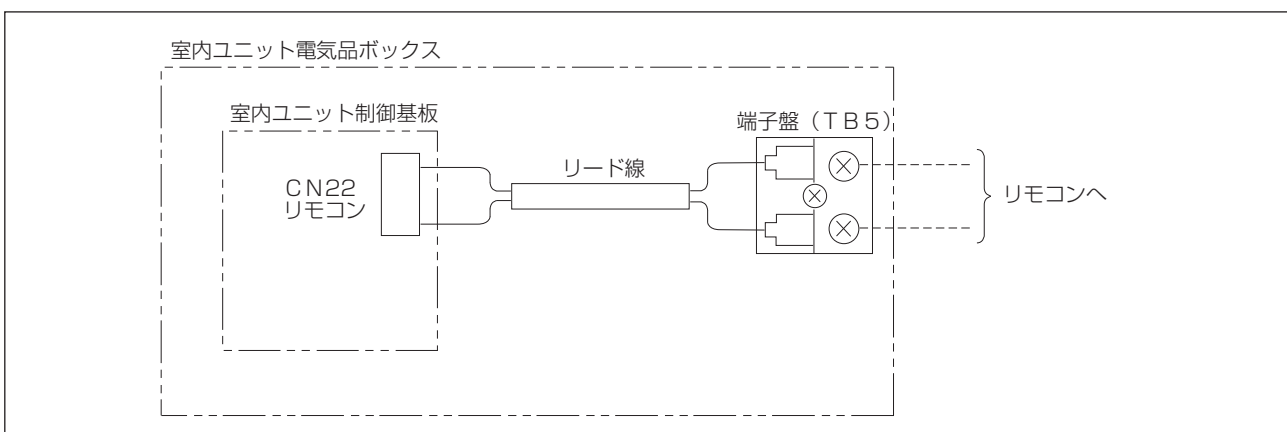 室内ユニット電気品ボックス
室内ユニット制御基板
端子盤（ＴＢ５）
リード線
ＣＮ22
リモコン
リモコンへ